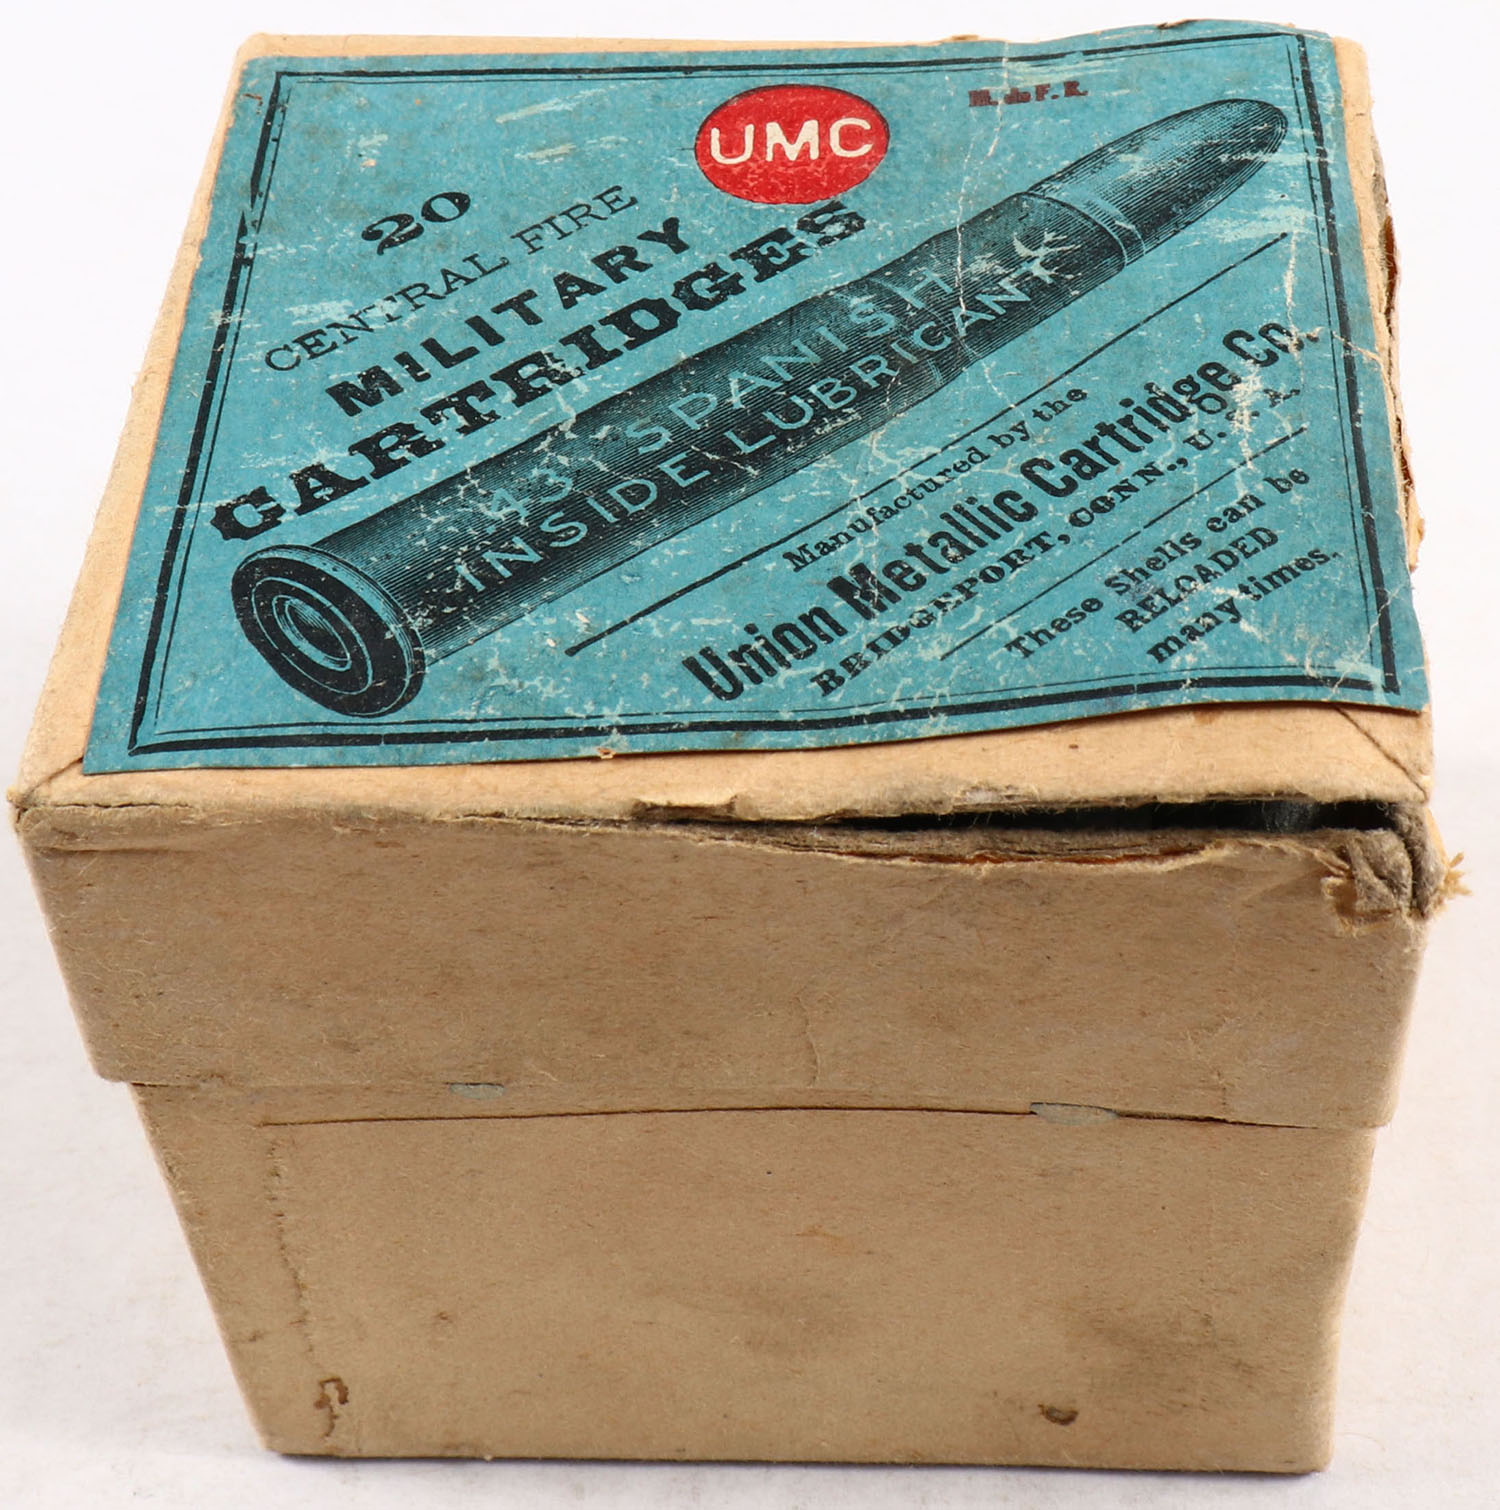 UMC
20
CENTRAL FIRE
MILITARY
CARTRIDGES
43 SPANISH
INSIDE LUBRICANT
Manufactured by the
Union Metallic Cartridge Co.
BRIDGEPORT, CONN., U. S. A.
These Shells can be
RELOADED
many times.